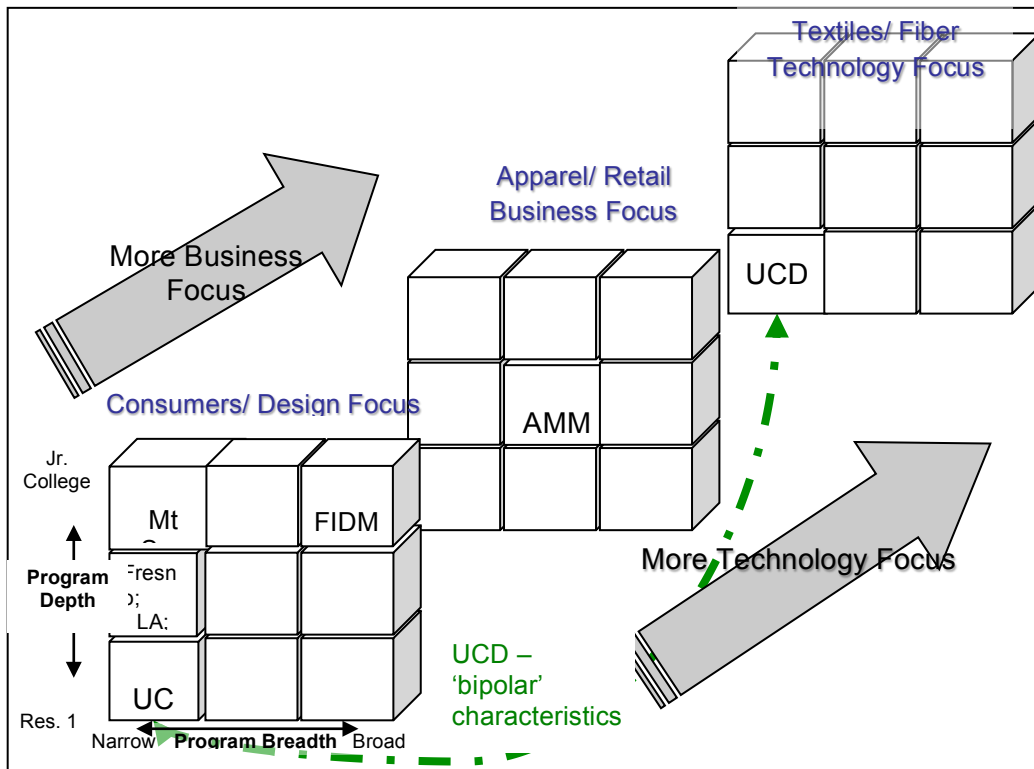 Textiles/ Fiber
Technology Focus
Apparel/ Retail
Business Focus
More Business
Focus
UCD
Consumers/ Design Focus
AMM
Jr.
College
Mt
FIDM
More Technology Focus
Program
Depth
Fresn
o;
LA;
UCD –
‘bipolar’
characteristics
UC
Res. 1
Narrow Program Breadth Broad